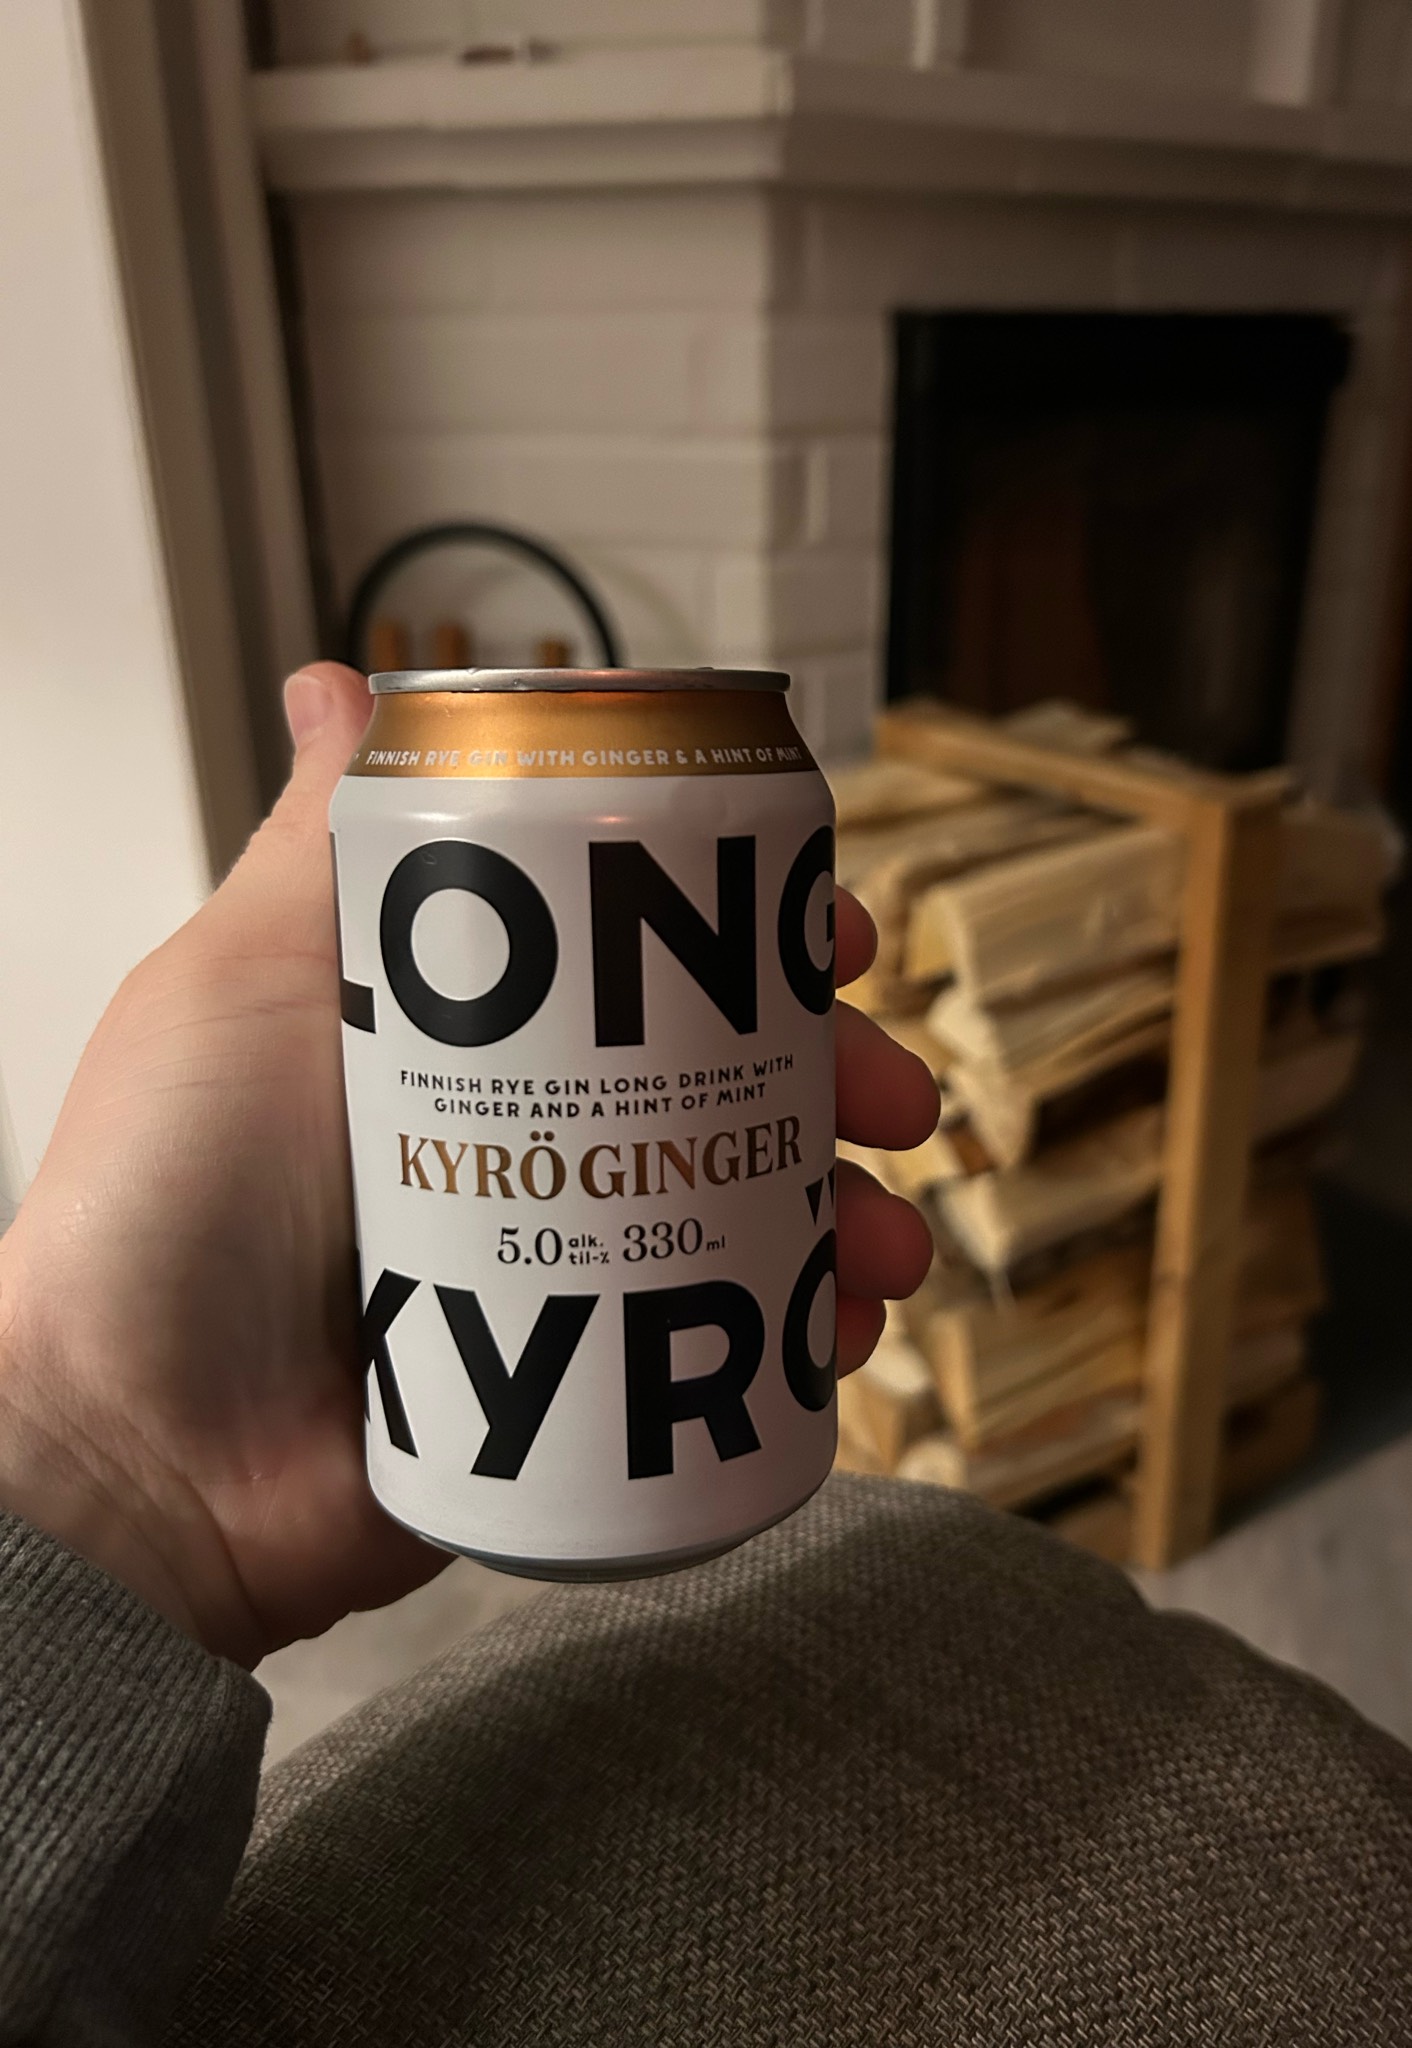 FINNISH RYE GIN WITH GINGER & A HINT OF MINT
LONG
FINNISH RYE GIN LONG DRINK WITH
GINGER AND A HINT OF MINT
KYRÖ GINGER
5.0 alk. til-% 330 ml
KYRÖ